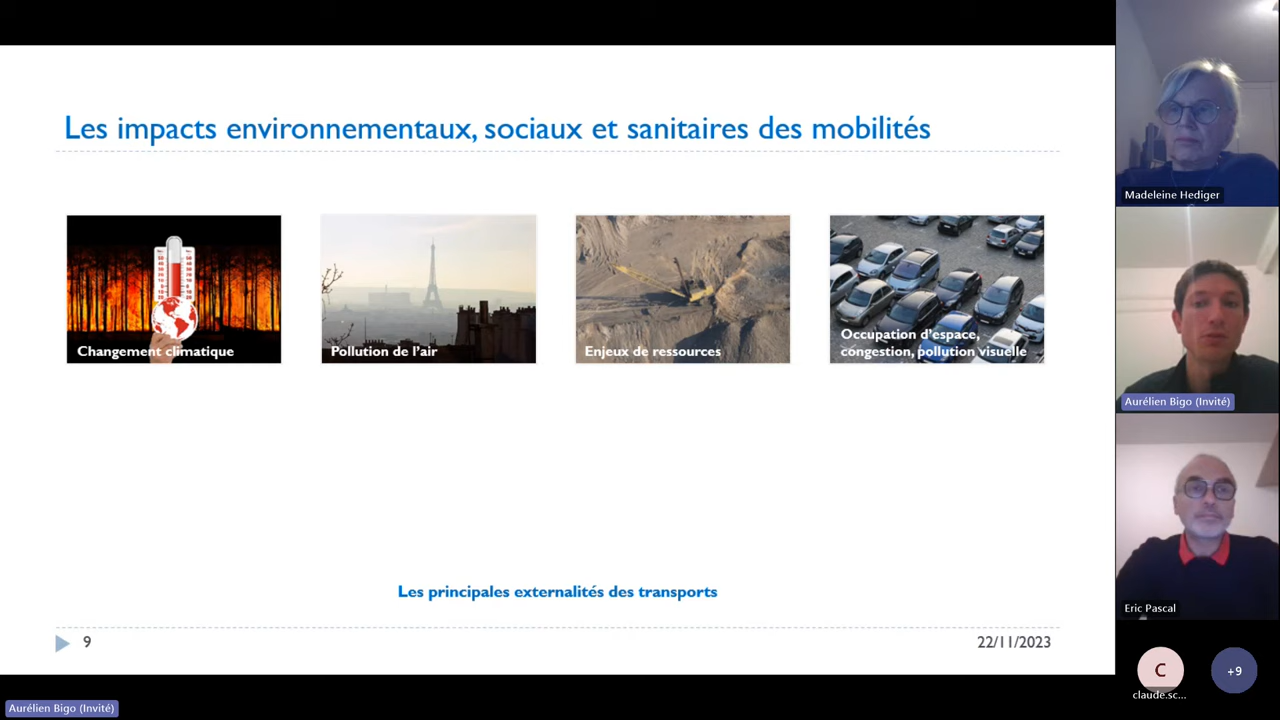 Les impacts environnementaux, sociaux et sanitaires des mobilités
Changement climatique
Pollution de l'air
Enjeux de ressources
Occupation d'espace,
congestion, pollution visuelle
Les principales externalités des transports
9
22/11/2023
Aurélien Bigo (Invité)
Madeleine Hediger
Aurélien Bigo (Invité)
Eric Pascal
C
claude.sc...
+9